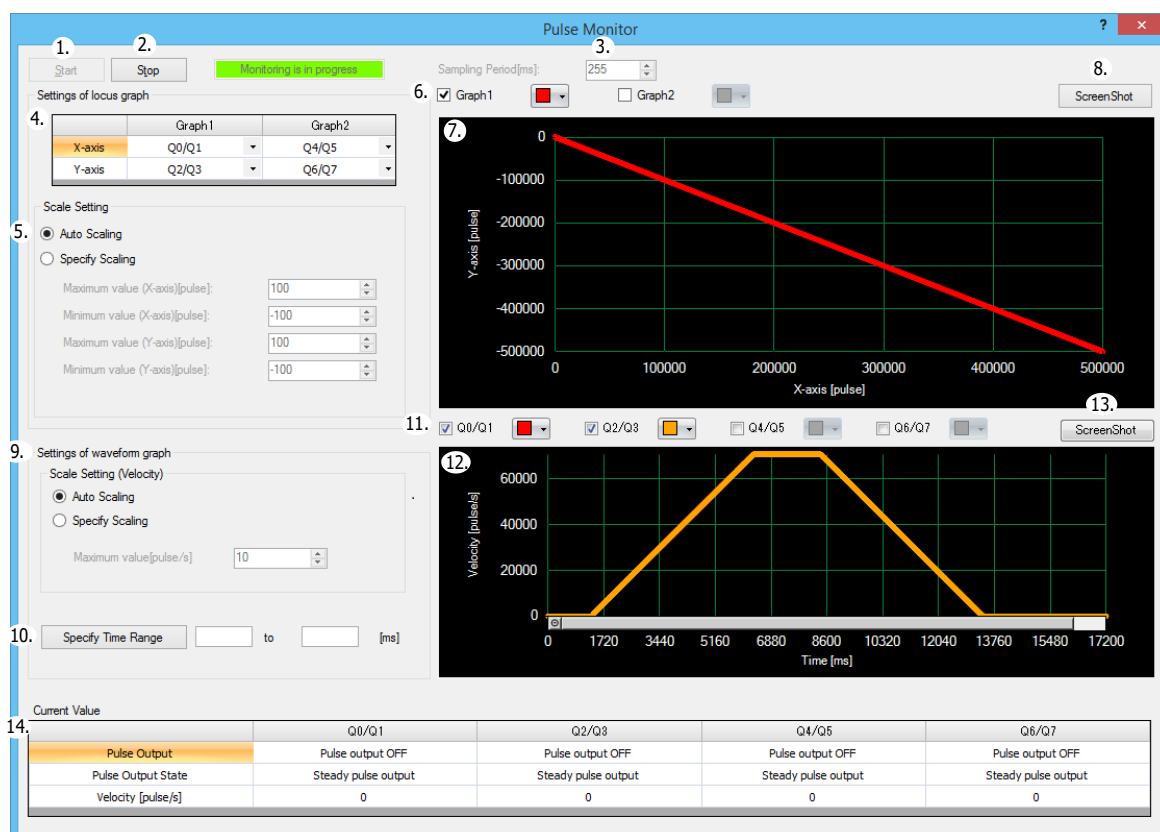 Pulse Monitor
? ×
1.
2.
3.
Start
Stop
Monitoring is in progress
Sampling Period[ms]:
255
8.
Settings of locus graph
6.
Graph1
Graph2
ScreenShot
4.
Graph1 Graph2
X-axis Q0/Q1 Q4/Q5
Y-axis Q2/Q3 Q6/Q7
Scale Setting
5.
Auto Scaling
Specify Scaling
Maximum value (X-axis)[pulse]: 100
Minimum value (X-axis)[pulse]: -100
Maximum value (Y-axis)[pulse]: 100
Minimum value (Y-axis)[pulse]: -100
7.
0
-100000
-200000
-300000
-400000
-500000
Y-axis [pulse]
0 100000 200000 300000 400000 500000
X-axis [pulse]
13.
11.
Q0/Q1 Q2/Q3 Q4/Q5 Q6/Q7
ScreenShot
9.
Settings of waveform graph
Scale Setting (Velocity)
Auto Scaling
Specify Scaling
Maximum value[pulse/s] 10
.
10.
Specify Time Range to [ms]
12.
60000
40000
20000
0
Velocity [pulse/s]
0 1720 3440 5160 6880 8600 10320 12040 13760 15480 17200
Time [ms]
Current Value
14.
Q0/Q1 Q2/Q3 Q4/Q5 Q6/Q7
Pulse Output Pulse output OFF Pulse output OFF Pulse output OFF Pulse output OFF
Pulse Output State Steady pulse output Steady pulse output Steady pulse output Steady pulse output
Velocity [pulse/s] 0 0 0 0